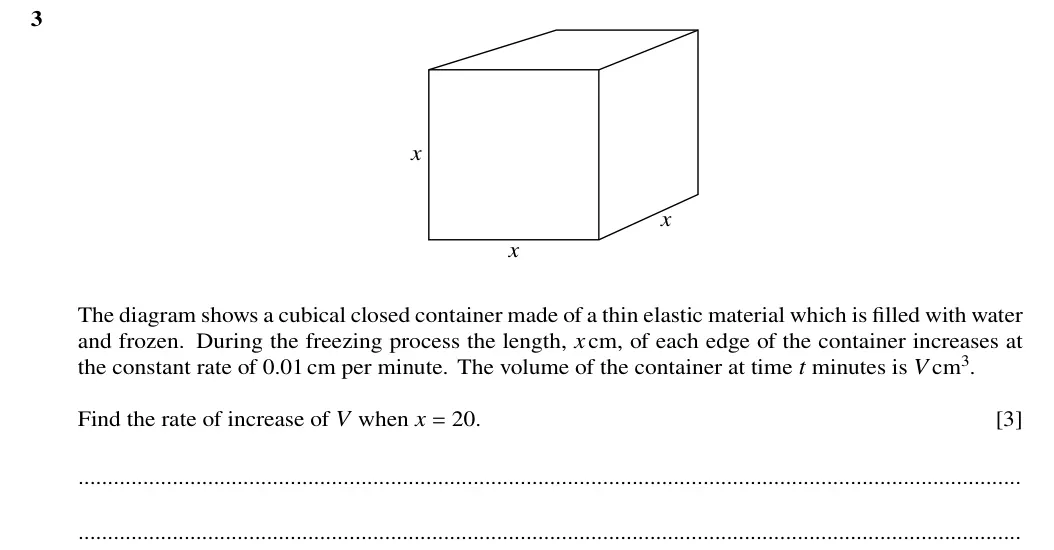 3
x
x
x
The diagram shows a cubical closed container made of a thin elastic material which is filled with water
and frozen. During the freezing process the length, x cm, of each edge of the container increases at
the constant rate of 0.01 cm per minute. The volume of the container at time t minutes is V cm³.
Find the rate of increase of V when x = 20. [3]